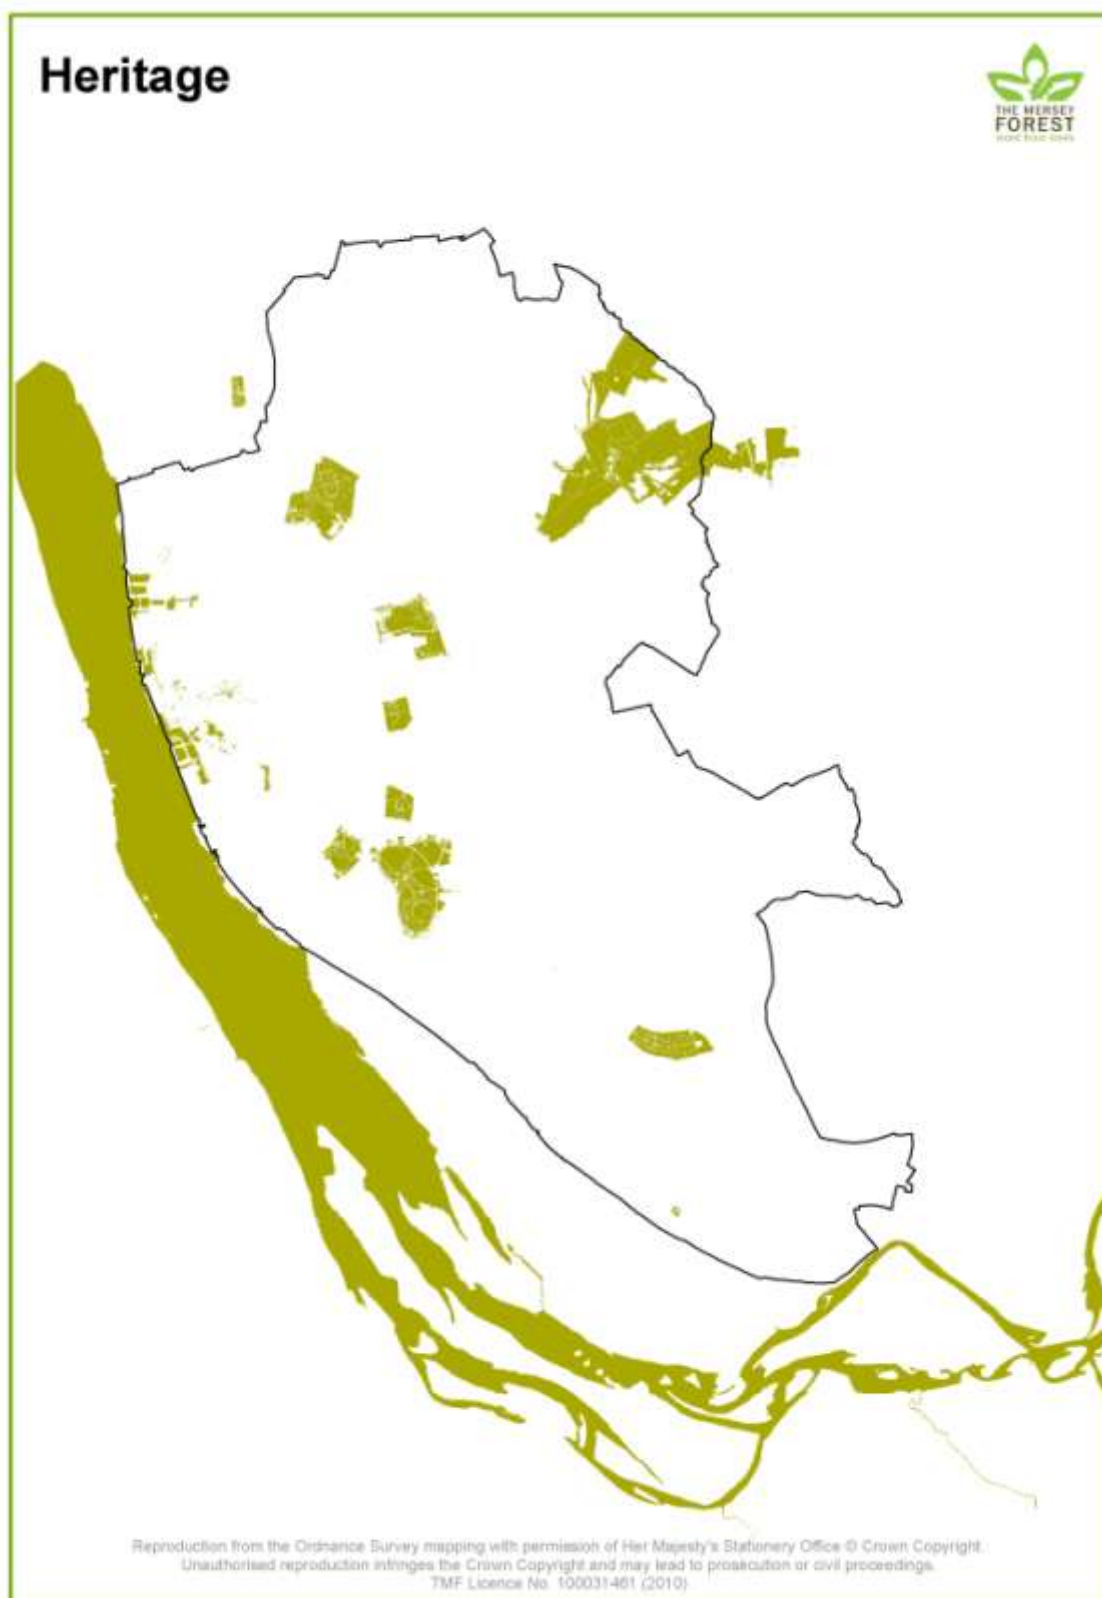 Heritage
THE MERSEY
FOREST
Reproduction from the Ordnance Survey mapping with permission of Her Majesty's Stationery Office © Crown Copyright.
Unauthorised reproduction infringes the Crown Copyright and may lead to prosecution or civil proceedings.
TMF Licence No. 100031461 (2010)